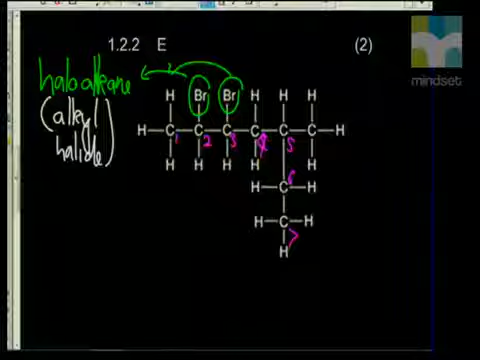 1.2.2 E (2)
haloalkane
(alkyl
halide)
mindset
H Br Br H H H
H C C C C C C H
1 2 3 4 5
H H H H H
H C H
6
H C H
7
H